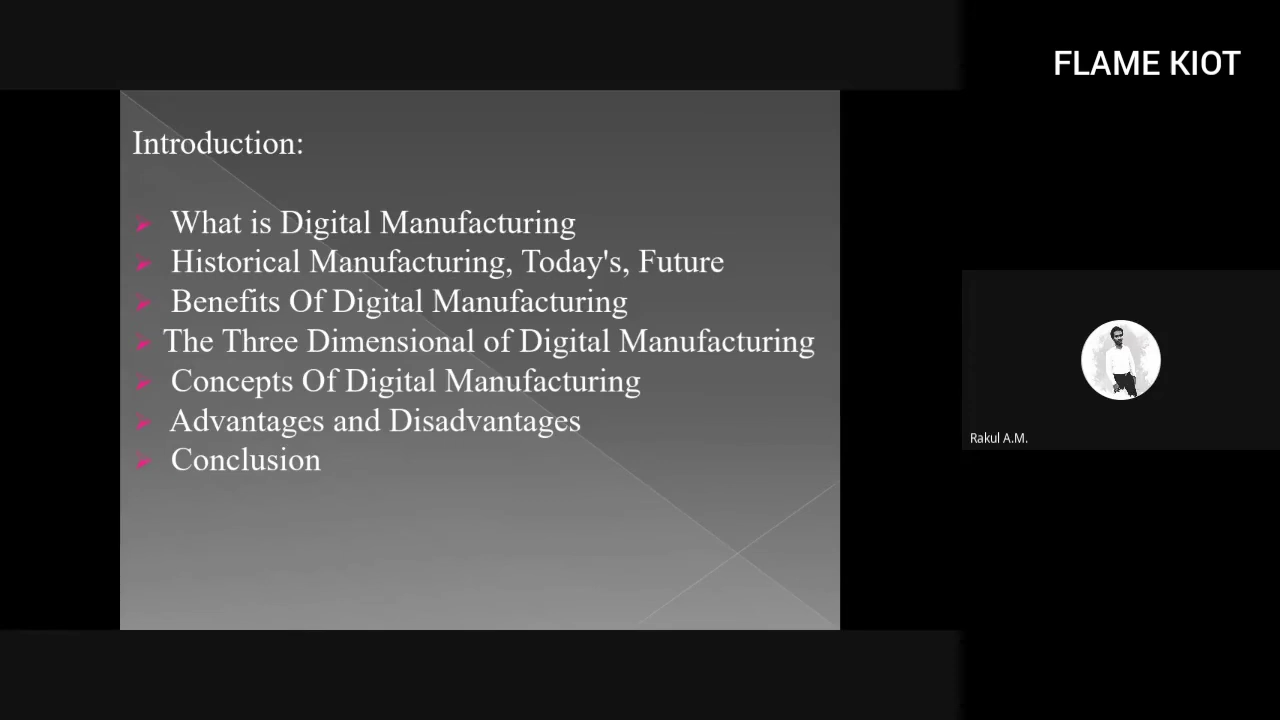 FLAME KIOT
Introduction:
What is Digital Manufacturing
Historical Manufacturing, Today's, Future
Benefits Of Digital Manufacturing
The Three Dimensional of Digital Manufacturing
Concepts Of Digital Manufacturing
Advantages and Disadvantages
Conclusion
Rakul A.M.